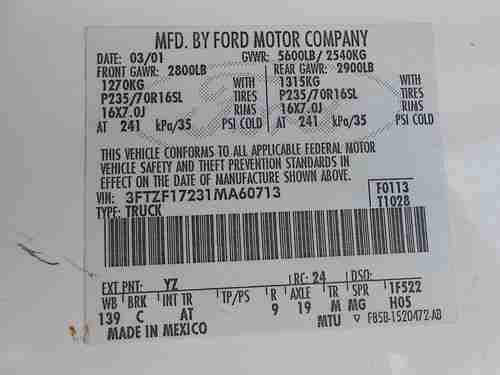 MFD. BY FORD MOTOR COMPANY
DATE: 03/01 GVWR: 5600LB/ 2540KG
FRONT GAWR: 2800LB REAR GAWR: 2900LB
1270KG WITH 1315KG WITH
P235/70R16SL TIRES P235/70R16SL TIRES
16X7.0J RIMS 16X7.0J RIMS
AT 241 kPa/35 PSI COLD AT 241 kPa/35 PSI COLD
THIS VEHICLE CONFORMS TO ALL APPLICABLE FEDERAL MOTOR
VEHICLE SAFETY AND THEFT PREVENTION STANDARDS IN
EFFECT ON THE DATE OF MANUFACTURE SHOWN ABOVE.
VIN: 3FTZF17231MA60713 F0113
TYPE: TRUCK T1028
EXT PNT: YZ RC: 24 DSO:
WB BRK INT TR TP/PS R AXLE TR SPR 1F522
139 C AT 9 19 M MG H05
MADE IN MEXICO MTU F85B-1520472-AB